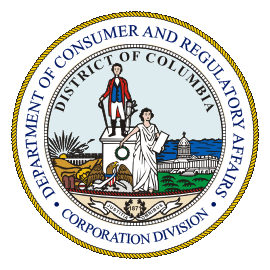 DEPARTMENT OF CONSUMER AND REGULATORY AFFAIRS
DISTRICT OF COLUMBIA
1871
• CORPORATION DIVISION •